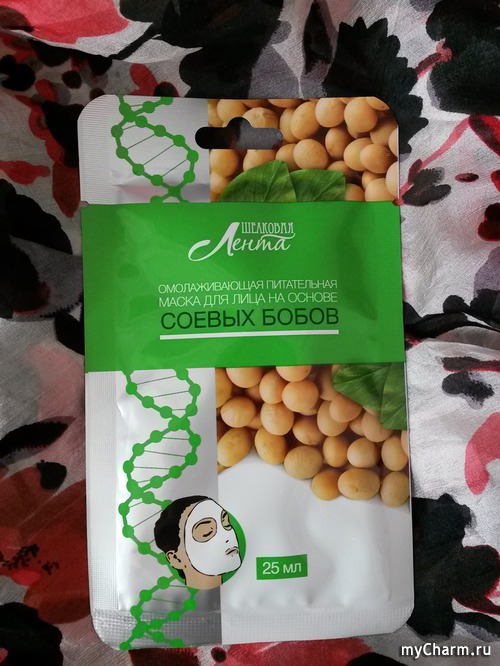 ШЕЛКОВАЯ
Лента
ОМОЛАЖИВАЮЩАЯ ПИТАТЕЛЬНАЯ
МАСКА ДЛЯ ЛИЦА НА ОСНОВЕ
СОЕВЫХ БОБОВ
25 мл
myCharm.ru